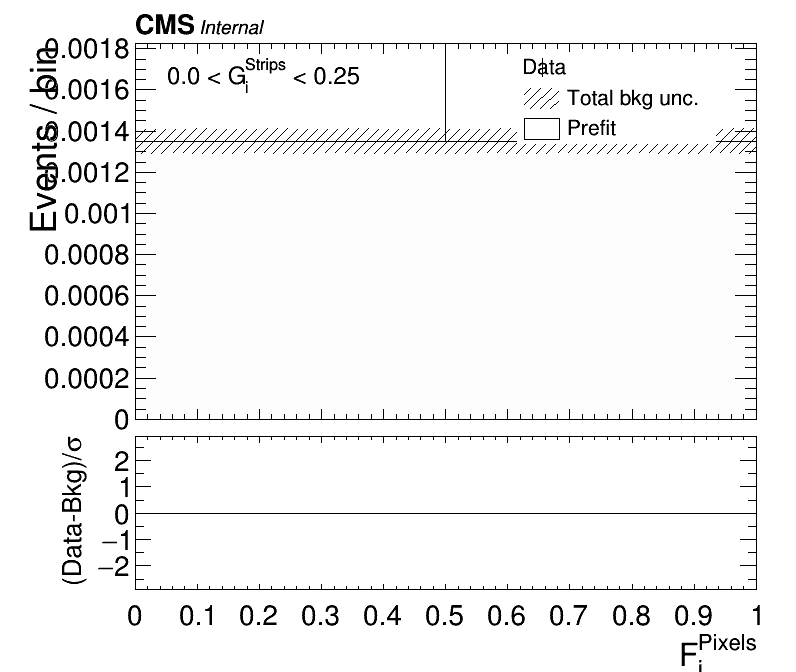 CMS Internal
Events / bin
0.0018
0.0016
0.0014
0.0012
0.001
0.0008
0.0006
0.0004
0.0002
0
0.0 < G_i^Strips < 0.25
Data
Total bkg unc.
Prefit
(Data-Bkg)/σ
2
1
0
−1
−2
0 0.1 0.2 0.3 0.4 0.5 0.6 0.7 0.8 0.9 1
F_i^Pixels